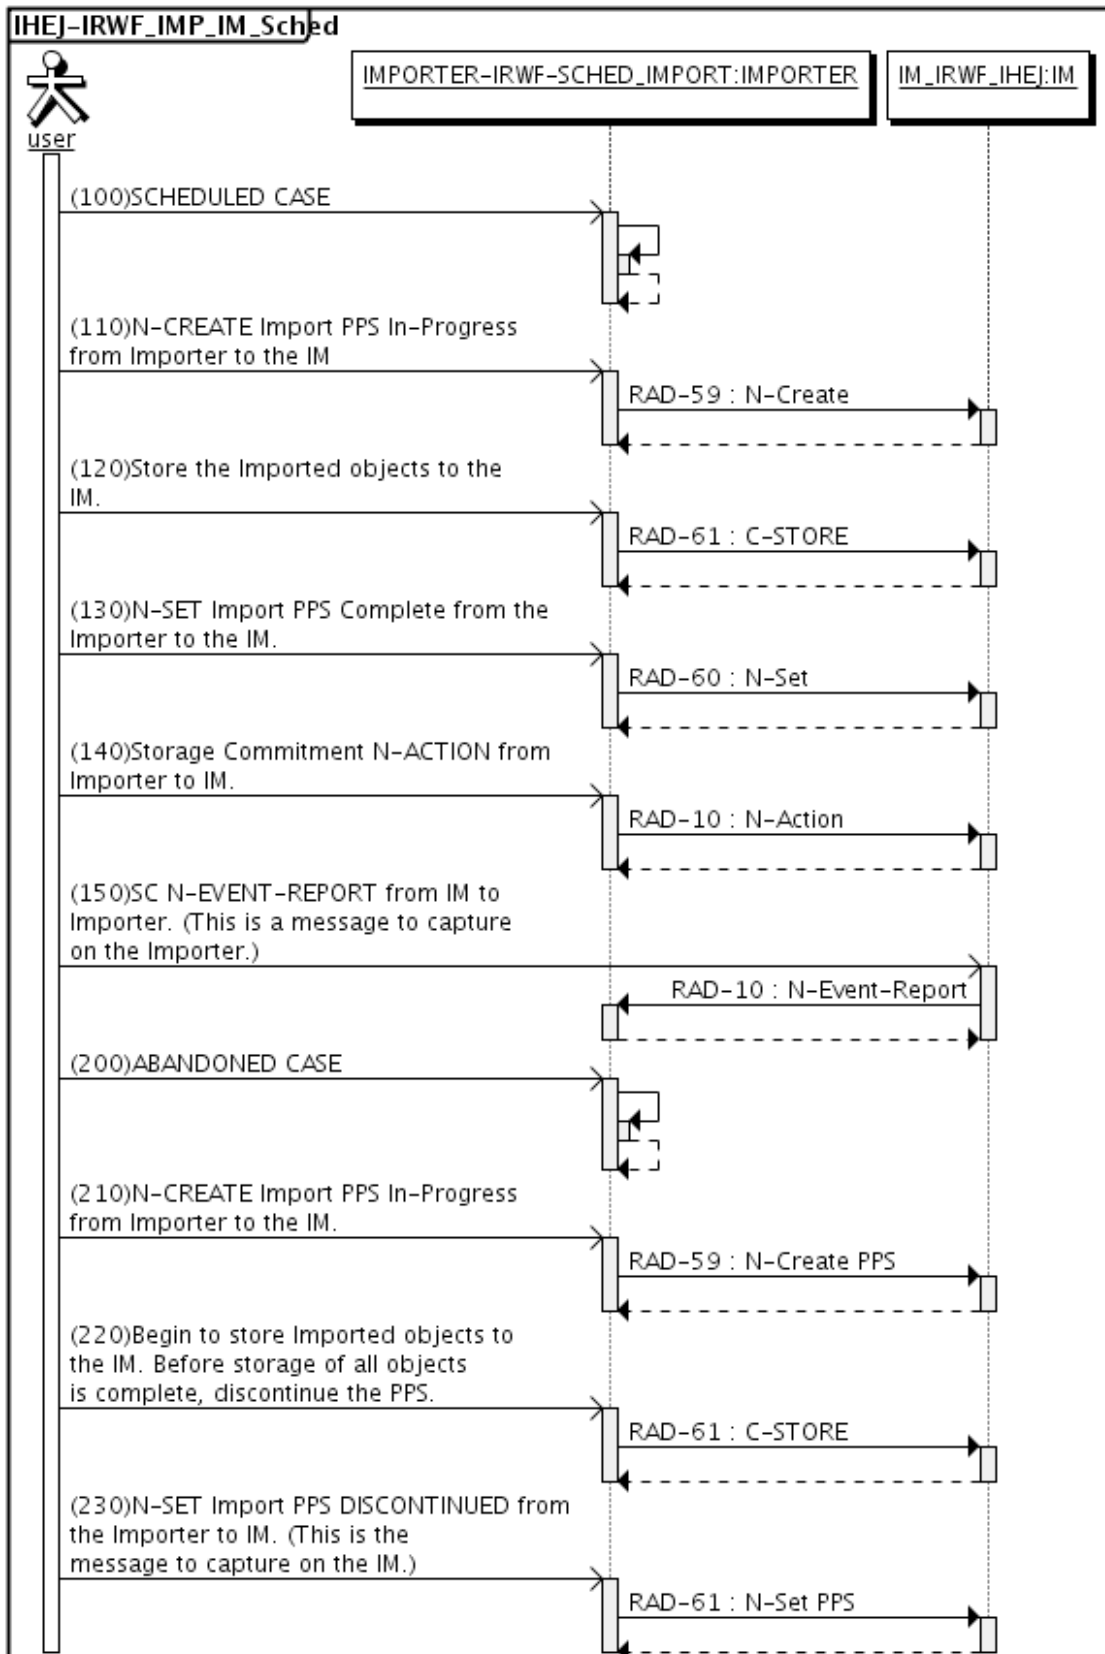 IHEJ-IRWF_IMP_IM_Sched
user
IMPORTER-IRWF-SCHED_IMPORT:IMPORTER
IM_IRWF_IHEJ:IM
(100)SCHEDULED CASE
(110)N-CREATE Import PPS In-Progress
from Importer to the IM
RAD-59 : N-Create
(120)Store the Imported objects to the
IM.
RAD-61 : C-STORE
(130)N-SET Import PPS Complete from the
Importer to the IM.
RAD-60 : N-Set
(140)Storage Commitment N-ACTION from
Importer to IM.
RAD-10 : N-Action
(150)SC N-EVENT-REPORT from IM to
Importer. (This is a message to capture
on the Importer.)
RAD-10 : N-Event-Report
(200)ABANDONED CASE
(210)N-CREATE Import PPS In-Progress
from Importer to the IM.
RAD-59 : N-Create PPS
(220)Begin to store Imported objects to
the IM. Before storage of all objects
is complete, discontinue the PPS.
RAD-61 : C-STORE
(230)N-SET Import PPS DISCONTINUED from
the Importer to IM. (This is the
message to capture on the IM.)
RAD-61 : N-Set PPS